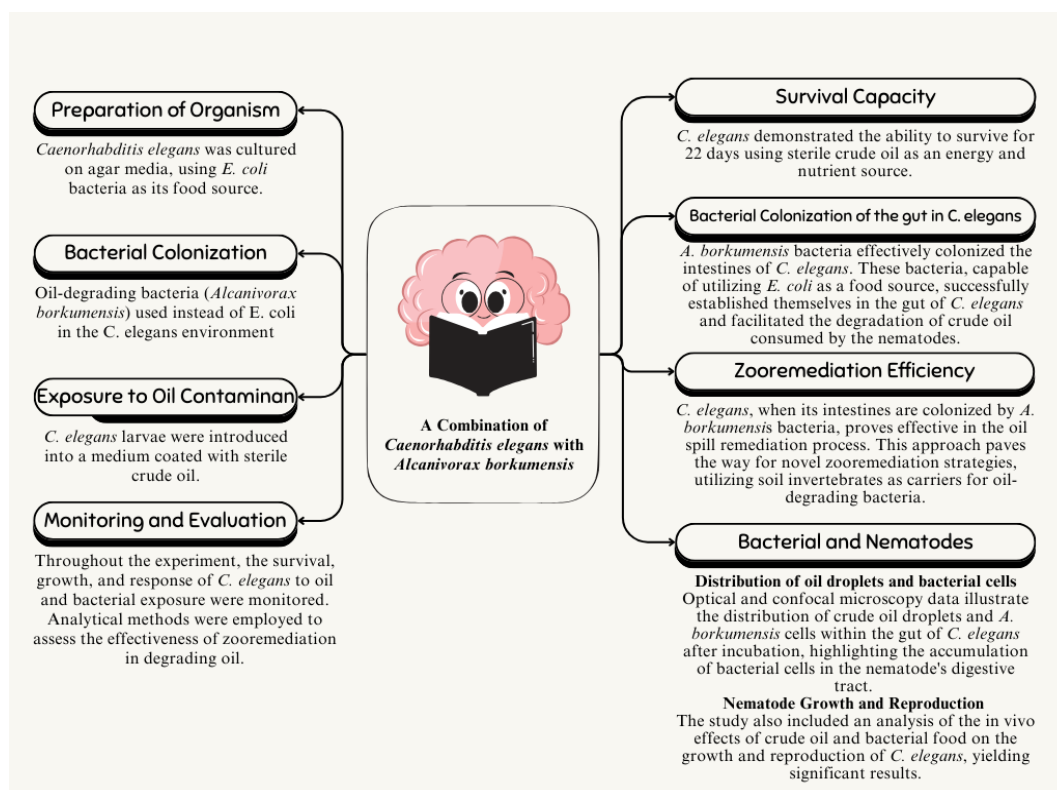 Preparation of Organism
Caenorhabditis elegans was cultured
on agar media, using E. coli
bacteria as its food source.
Bacterial Colonization
Oil-degrading bacteria (Alcanivorax
borkumensis) used instead of E. coli
in the C. elegans environment
Exposure to Oil Contaminan
C. elegans larvae were introduced
into a medium coated with sterile
crude oil.
Monitoring and Evaluation
Throughout the experiment, the survival,
growth, and response of C. elegans to oil
and bacterial exposure were monitored.
Analytical methods were employed to
assess the effectiveness of zooremediation
in degrading oil.
A Combination of
Caenorhabditis elegans with
Alcanivorax borkumensis
Survival Capacity
C. elegans demonstrated the ability to survive for
22 days using sterile crude oil as an energy and
nutrient source.
Bacterial Colonization of the gut in C. elegans
A. borkumensis bacteria effectively colonized the
intestines of C. elegans. These bacteria, capable
of utilizing E. coli as a food source, successfully
established themselves in the gut of C. elegans
and facilitated the degradation of crude oil
consumed by the nematodes.
Zooremediation Efficiency
C. elegans, when its intestines are colonized by A.
borkumensis bacteria, proves effective in the oil
spill remediation process. This approach paves
the way for novel zooremediation strategies,
utilizing soil invertebrates as carriers for oil-
degrading bacteria.
Bacterial and Nematodes
Distribution of oil droplets and bacterial cells
Optical and confocal microscopy data illustrate
the distribution of crude oil droplets and A.
borkumensis cells within the gut of C. elegans
after incubation, highlighting the accumulation
of bacterial cells in the nematode's digestive
tract.
Nematode Growth and Reproduction
The study also included an analysis of the in vivo
effects of crude oil and bacterial food on the
growth and reproduction of C. elegans, yielding
significant results.